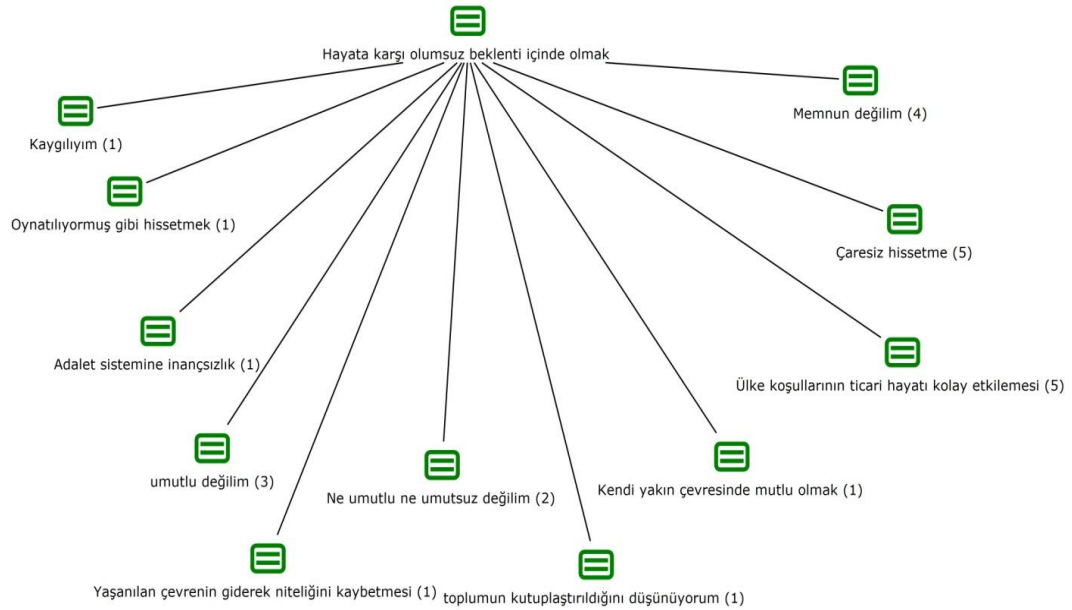 Hayata karşı olumsuz beklenti içinde olmak
Memnun değilim (4)
Kaygılıyım (1)
Oynatılıyormuş gibi hissetmek (1)
Çaresiz hissetme (5)
Adalet sistemine inançsızlık (1)
Ülke koşullarının ticari hayatı kolay etkilemesi (5)
umutlu değilim (3)
Ne umutlu ne umutsuz değilim (2)
Kendi yakın çevresinde mutlu olmak (1)
Yaşanılan çevrenin giderek niteliğini kaybetmesi (1)
toplumun kutuplaştırıldığını düşünüyorum (1)